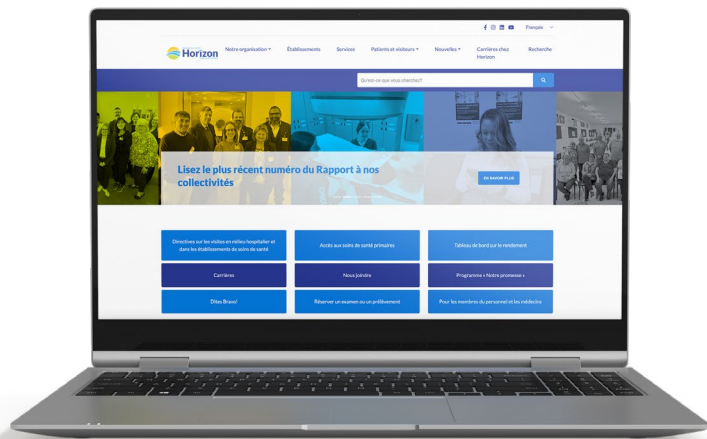 Français
Horizon
Notre organisation
Établissements
Services
Patients et visiteurs
Nouvelles
Carrières chez
Horizon
Recherche
Qu'est-ce que vous cherchez?
Lisez le plus récent numéro du Rapport à nos
collectivités
EN SAVOIR PLUS
Directives sur les visites en milieu hospitalier et
dans les établissements de soins de santé
Accès aux soins de santé primaires
Tableau de bord sur le rendement
Carrières
Nous joindre
Programme « Notre promesse »
Dites Bravo!
Réserver un examen ou un prélèvement
Pour les membres du personnel et les médecins